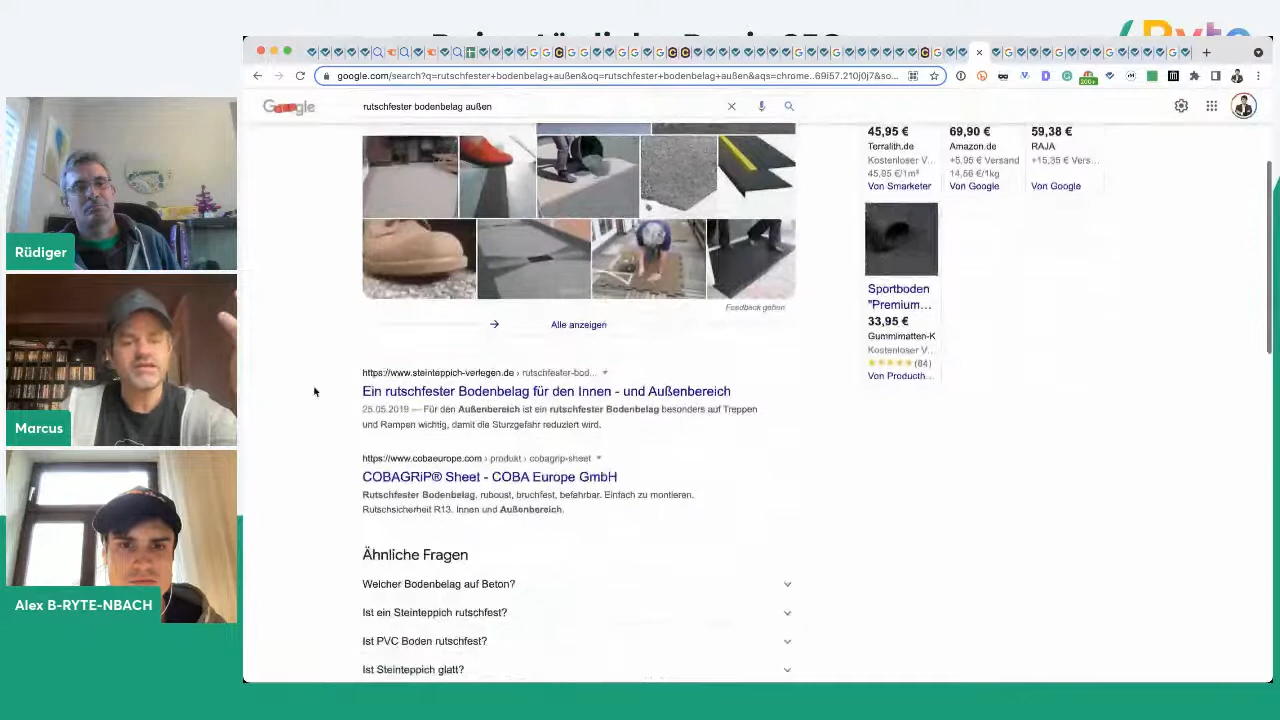 Ryte
google.com/search?q=rutschfester+bodenbelag+außen&oq=rutschfester+bodenbelag+außen&aqs=chrome..69i57.210j0j7&so...
200+
Google
rutschfester bodenbelag außen
Rüdiger
Marcus
Alex B-RYTE-NBACH
Feedback geben
Alle anzeigen
https://www.steinteppich-verlegen.de › rutschfester-bod...
Ein rutschfester Bodenbelag für den Innen - und Außenbereich
25.05.2019 — Für den Außenbereich ist ein rutschfester Bodenbelag besonders auf Treppen
und Rampen wichtig, damit die Sturzgefahr reduziert wird.
https://www.cobaeurope.com › produkt › cobagrip-sheet
COBAGRiP® Sheet - COBA Europe GmbH
Rutschfester Bodenbelag, ruboust, bruchfest, befahrbar. Einfach zu montieren.
Rutschsicherheit R13. Innen und Außenbereich.
Ähnliche Fragen
Welcher Bodenbelag auf Beton?
Ist ein Steinteppich rutschfest?
Ist PVC Boden rutschfest?
Ist Steinteppich glatt?
45,95 €
Terralith.de
Kostenloser V...
45,95 €/1m²
Von Smarketer
69,90 €
Amazon.de
+5,95 € Versand
14,56 €/1kg
Von Google
59,38 €
RAJA
+15,35 € Vers...
Von Google
Sportboden
"Premium...
33,95 €
Gummimatten-K
Kostenloser V...
(84)
Von Producth...